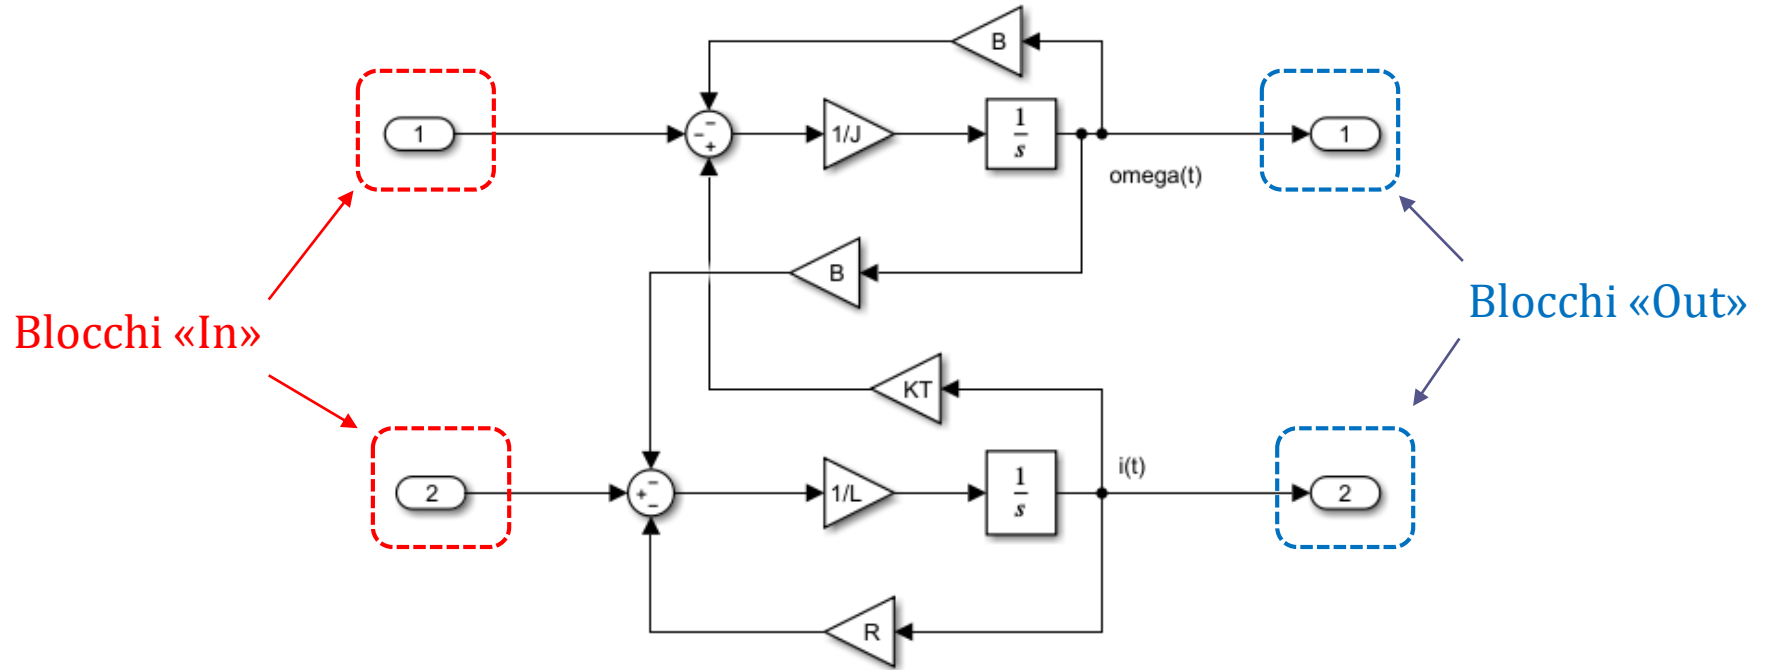 B
1
1/J
1
s
1
omega(t)
B
Blocchi «In»
Blocchi «Out»
KT
i(t)
2
1/L
1
s
2
R